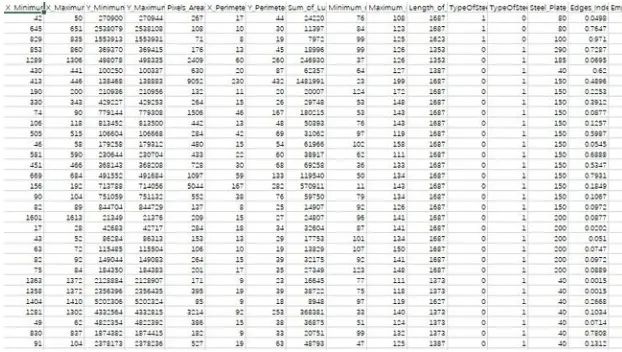 X_Minimum X_Maximum Y_Minimum Y_Maximum Pixels_Areas X_Perimeter Y_Perimeter Sum_of_Lu Minimum_ Maximum_ Length_of TypeOfStee TypeOfStee Steel_Plate Edges_Inde Em
42 50 270900 270944 267 17 44 24220 76 108 1687 1 0 80 0.0498
645 651 2538079 2538108 108 10 30 11397 84 123 1687 1 0 80 0.7647
829 835 1553913 1553931 71 8 19 7972 99 125 1623 1 0 100 0.971
853 860 369370 369415 176 13 45 18996 99 126 1353 0 1 290 0.7287
1289 1306 498078 498335 2409 60 260 246930 37 126 1353 0 1 185 0.0695
430 441 100250 100337 630 20 87 62357 64 127 1387 0 1 40 0.62
413 446 138468 138883 9052 230 432 1481991 23 199 1687 0 1 150 0.4896
190 200 210936 210956 132 11 20 20007 124 172 1687 0 1 150 0.2253
330 343 429227 429253 264 15 26 29748 53 148 1687 0 1 150 0.3912
74 90 779144 779308 1506 46 167 180215 53 143 1687 0 1 150 0.0877
106 118 813452 813500 442 13 48 50393 76 143 1687 0 1 150 0.1257
505 515 106604 106668 284 42 69 31062 97 119 1687 0 1 150 0.5987
46 58 179258 179312 480 15 54 61966 102 158 1687 0 1 150 0.0545
581 590 230644 230704 433 22 60 38917 62 111 1687 0 1 150 0.6888
451 466 368143 368208 728 30 68 69258 36 133 1687 0 1 150 0.5347
669 684 491552 491684 1097 59 133 119540 50 134 1687 0 1 150 0.7931
156 192 713788 714056 5044 167 282 570911 11 143 1687 0 1 150 0.1849
90 104 751059 751132 552 38 76 59750 79 134 1687 0 1 150 0.1067
82 89 844704 844729 137 8 25 14907 92 126 1687 0 1 150 0.0972
1601 1613 21349 21376 209 15 27 24807 96 141 1687 0 1 200 0.0877
17 28 42683 42717 284 18 34 32604 87 141 1687 0 1 200 0.0202
43 52 86284 86313 153 13 29 17753 101 134 1687 0 1 200 0.051
63 72 115485 115504 106 10 19 13827 107 150 1687 0 1 200 0.0747
82 92 149044 149083 264 15 39 32175 92 141 1687 0 1 200 0.0972
75 84 184350 184383 201 17 35 27349 123 148 1687 0 1 200 0.0889
1363 1372 2128884 2128907 171 9 23 16645 77 111 1373 0 1 40 0.0015
1358 1372 2356396 2356435 395 19 39 38722 75 118 1373 0 1 40 0.0015
1404 1410 5202306 5202324 85 9 18 8948 97 119 1627 0 1 40 0.2668
1281 1302 4332564 4332815 3214 92 253 368381 33 140 1373 0 1 40 0.1034
49 62 4822354 4822392 386 15 38 36875 51 124 1373 0 1 40 0.0714
830 837 1974382 1974415 182 9 33 20751 99 132 1373 0 1 40 0.7808
91 104 2378173 2378236 527 19 63 48793 47 125 1387 0 1 40 0.1312